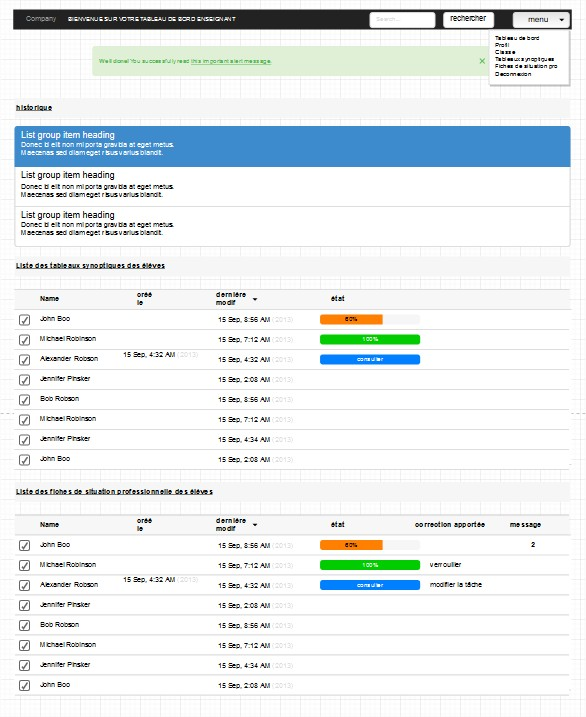 Company BIENVENUE SUR VOTRE TABLEAU DE BORD ENSEIGNANT Search... rechercher menu
Tableau de bord
Profil
Classe
Tableaux synoptiques
Fiches de situation pro
Deconnexion
Well done! You successfully read this important alert message. ×
historique
List group item heading
Donec id elit non mi porta gravida at eget metus.
Maecenas sed diam eget risus varius blandit.
List group item heading
Donec id elit non mi porta gravida at eget metus.
Maecenas sed diam eget risus varius blandit.
List group item heading
Donec id elit non mi porta gravida at eget metus.
Maecenas sed diam eget risus varius blandit.
Liste des tableaux synoptiques des élèves
Name créé le dernière modif état
John Boo 15 Sep, 8:56 AM (2013) 60%
Michael Robinson 15 Sep, 7:12 AM (2013) 100%
Alexander Robson 15 Sep, 4:32 AM (2013) 15 Sep, 4:32 AM (2013) consulter
Jennifer Pinsker 15 Sep, 2:08 AM (2013)
Bob Robson 15 Sep, 8:56 AM (2013)
Michael Robinson 15 Sep, 7:12 AM (2013)
Jennifer Pinsker 15 Sep, 4:34 AM (2013)
John Boo 15 Sep, 2:08 AM (2013)
Liste des fiches de situation professionnelle des élèves
Name créé le dernière modif état correction apportée message
John Boo 15 Sep, 8:56 AM (2013) 60% 2
Michael Robinson 15 Sep, 7:12 AM (2013) 100% verrouiller
Alexander Robson 15 Sep, 4:32 AM (2013) 15 Sep, 4:32 AM (2013) consulter modifier la tâche
Jennifer Pinsker 15 Sep, 2:08 AM (2013)
Bob Robson 15 Sep, 8:56 AM (2013)
Michael Robinson 15 Sep, 7:12 AM (2013)
Jennifer Pinsker 15 Sep, 4:34 AM (2013)
John Boo 15 Sep, 2:08 AM (2013)